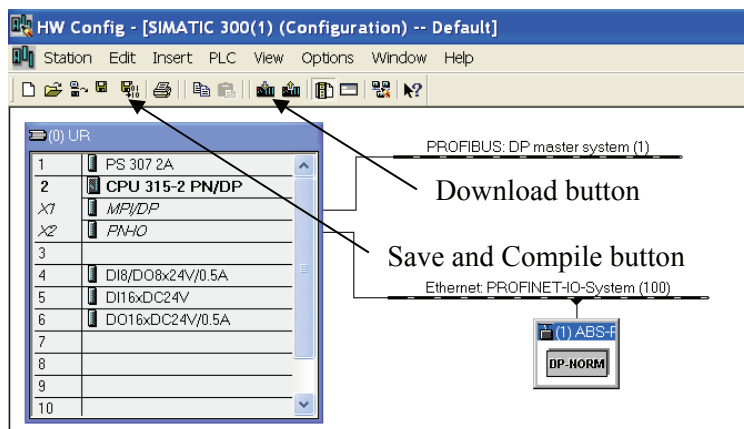 HW Config - [SIMATIC 300(1) (Configuration) -- Default]
Station Edit Insert PLC View Options Window Help
(0) UR
1 PS 307 2A
2 CPU 315-2 PN/DP
X1 MPI/DP
X2 PN-IO
3
4 DI8/DO8x24V/0.5A
5 DI16xDC24V
6 DO16xDC24V/0.5A
7
8
9
10
PROFIBUS: DP master system (1)
Download button
Save and Compile button
Ethernet: PROFINET-IO-System (100)
(1) ABS-P
DP-NORM